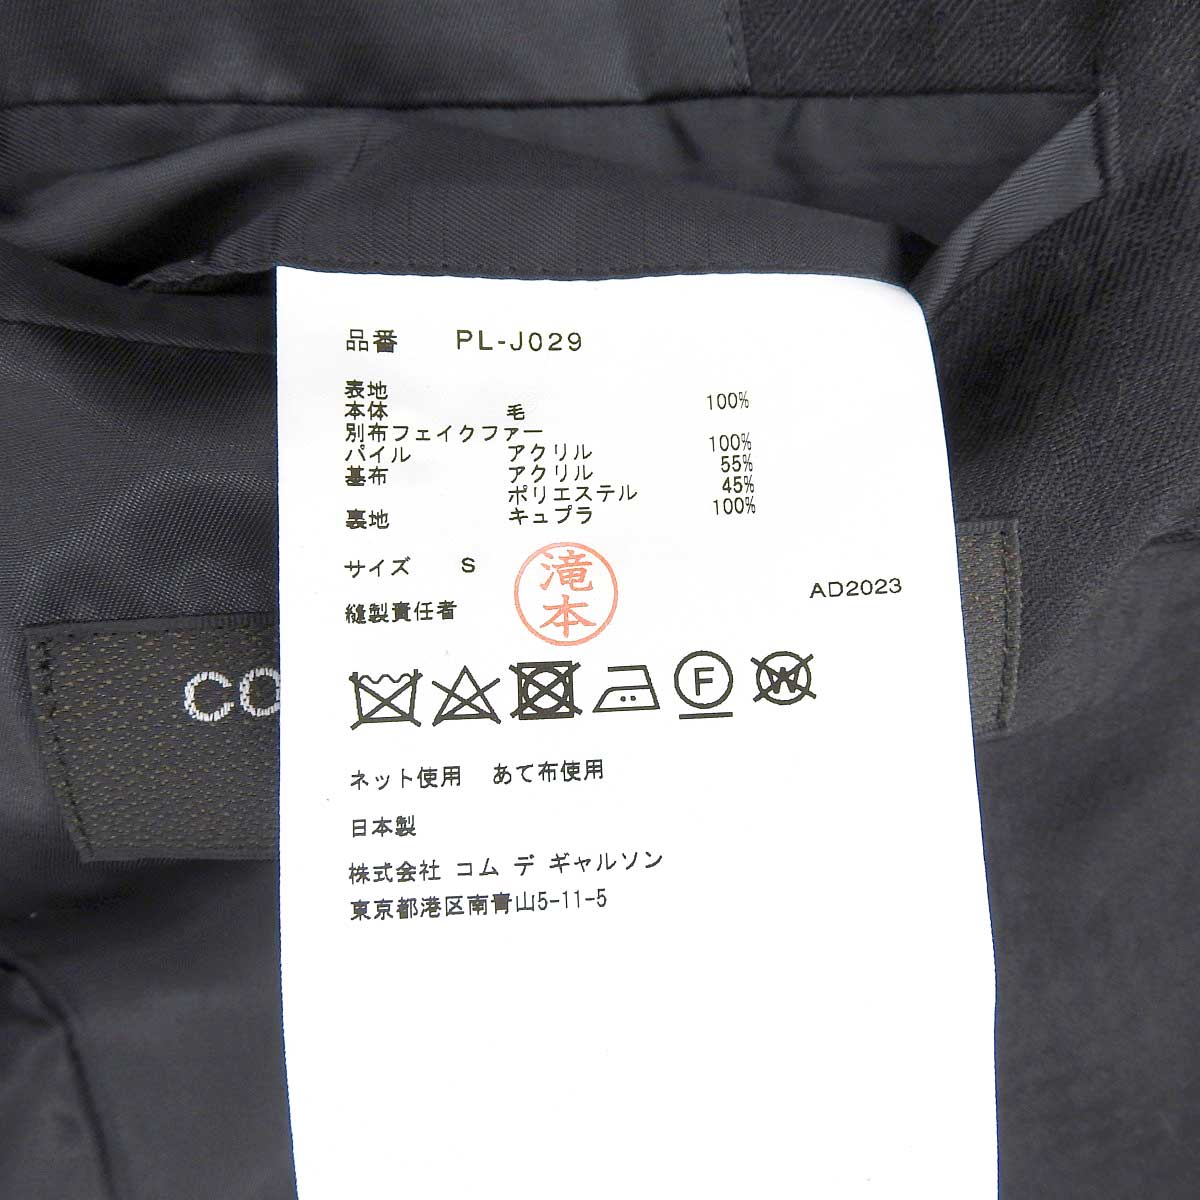 品番 PL-J029
表地
本体 毛 100%
別布フェイクファー
パイル アクリル 100%
基布 アクリル 55%
ポリエステル 45%
裏地 キュプラ 100%
サイズ S
滝本
AD2023
縫製責任者
CO
F
W
ネット使用 あて布使用
日本製
株式会社 コム デ ギャルソン
東京都港区南青山5-11-5